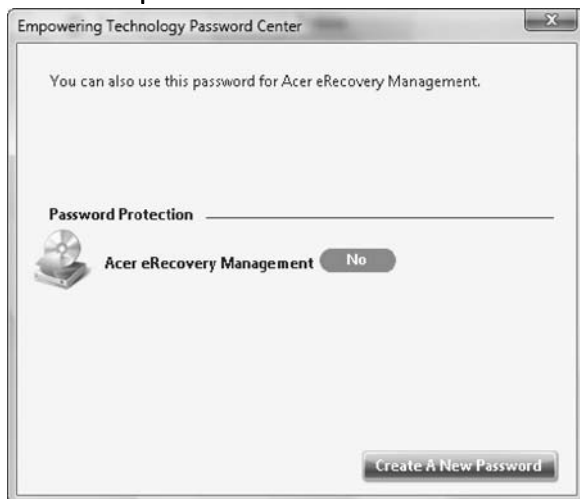 Empowering Technology Password Center
X
You can also use this password for Acer eRecovery Management.
Password Protection
Acer eRecovery Management No
Create A New Password